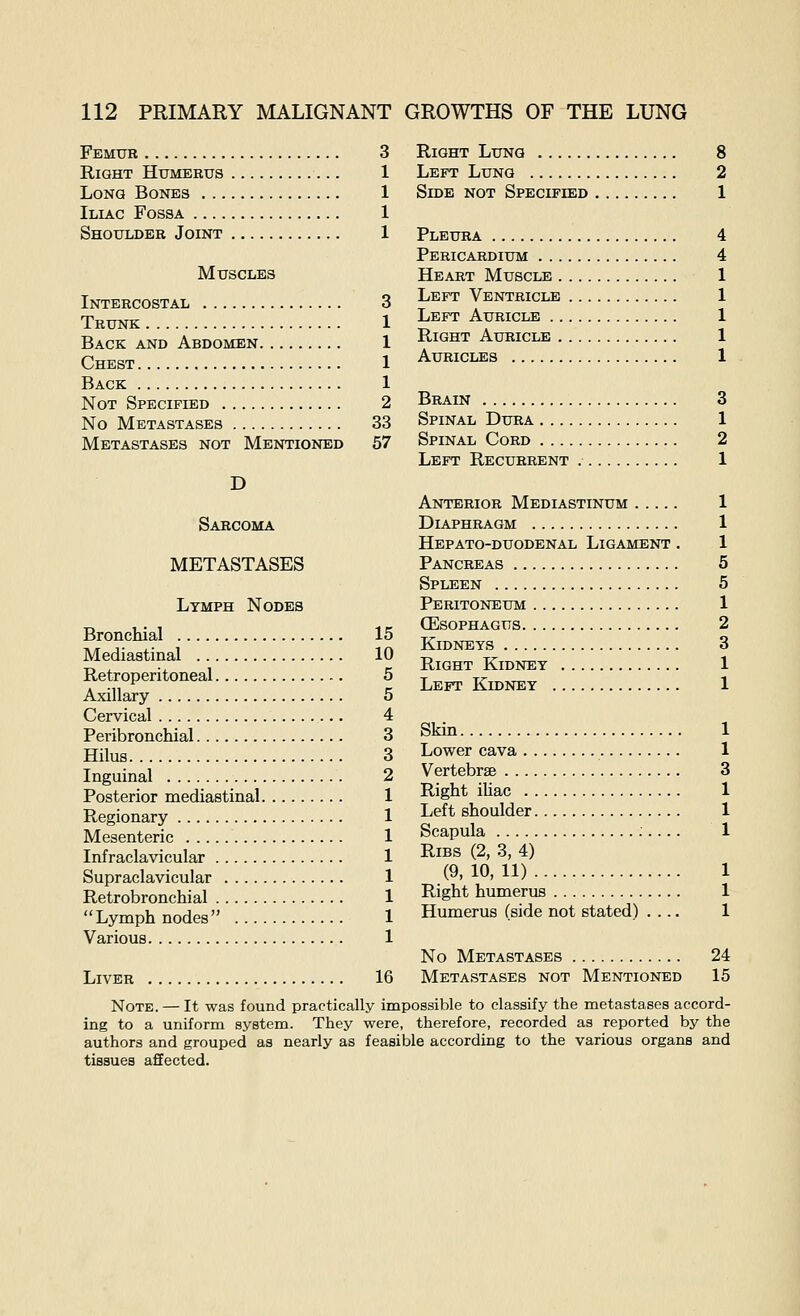 112 PRIMARY MALIGNANT GROWTHS OF THE LUNG
FEMUR ..................... 3
RIGHT HUMERUS ............ 1
LONG BONES ............... 1
ILIAC FOSSA ................ 1
SHOULDER JOINT ............ 1
MUSCLES
INTERCOSTAL ............... 3
TRUNK ..................... 1
BACK AND ABDOMEN ......... 1
CHEST ...................... 1
BACK ...................... 1
NOT SPECIFIED .............. 2
NO METASTASES ............ 33
METASTASES NOT MENTIONED 57
D
SARCOMA
METASTASES
LYMPH NODES
Bronchial .................. 15
Mediastinal ................ 10
Retroperitoneal .............. 5
Axillary .................... 5
Cervical .................... 4
Peribronchial ................ 3
Hilus ....................... 3
Inguinal ................... 2
Posterior mediastinal ......... 1
Regionary .................. 1
Mesenteric ................. 1
Infraclavicular .............. 1
Supraclavicular ............. 1
Retrobronchial .............. 1
"Lymph nodes" ............ 1
Various ..................... 1
LIVER ..................... 16
RIGHT LUNG ............... 8
LEFT LUNG ................ 2
SIDE NOT SPECIFIED ......... 1
PLEURA .................... 4
PERICARDIUM ............... 4
HEART MUSCLE ............. 1
LEFT VENTRICLE ............ 1
LEFT AURICLE .............. 1
RIGHT AURICLE ............. 1
AURICLES .................. 1
BRAIN ..................... 3
SPINAL DURA ............... 1
SPINAL CORD ............... 2
LEFT RECURRENT ........... 1
ANTERIOR MEDIASTINUM ..... 1
DIAPHRAGM ................ 1
HEPATO-DUODENAL LIGAMENT . 1
PANCREAS .................. 5
SPLEEN .................... 5
PERITONEUM ................ 1
ŒSOPHAGUS ................. 2
KIDNEYS ................... 3
RIGHT KIDNEY ............. 1
LEFT KIDNEY .............. 1
Skin ........................ 1
Lower cava ................. 1
Vertebræ ................... 3
Right iliac ................. 1
Left shoulder ................ 1
Scapula .................... 1
RIBS (2, 3, 4)
(9, 10, 11) ................ 1
Right humerus .............. 1
Humerus (side not stated) .... 1
NO METASTASES ............ 24
METASTASES NOT MENTIONED 15
NOTE. — It was found practically impossible to classify the metastases accord-
ing to a uniform system. They were, therefore, recorded as reported by the
authors and grouped as nearly as feasible according to the various organs and
tissues affected.